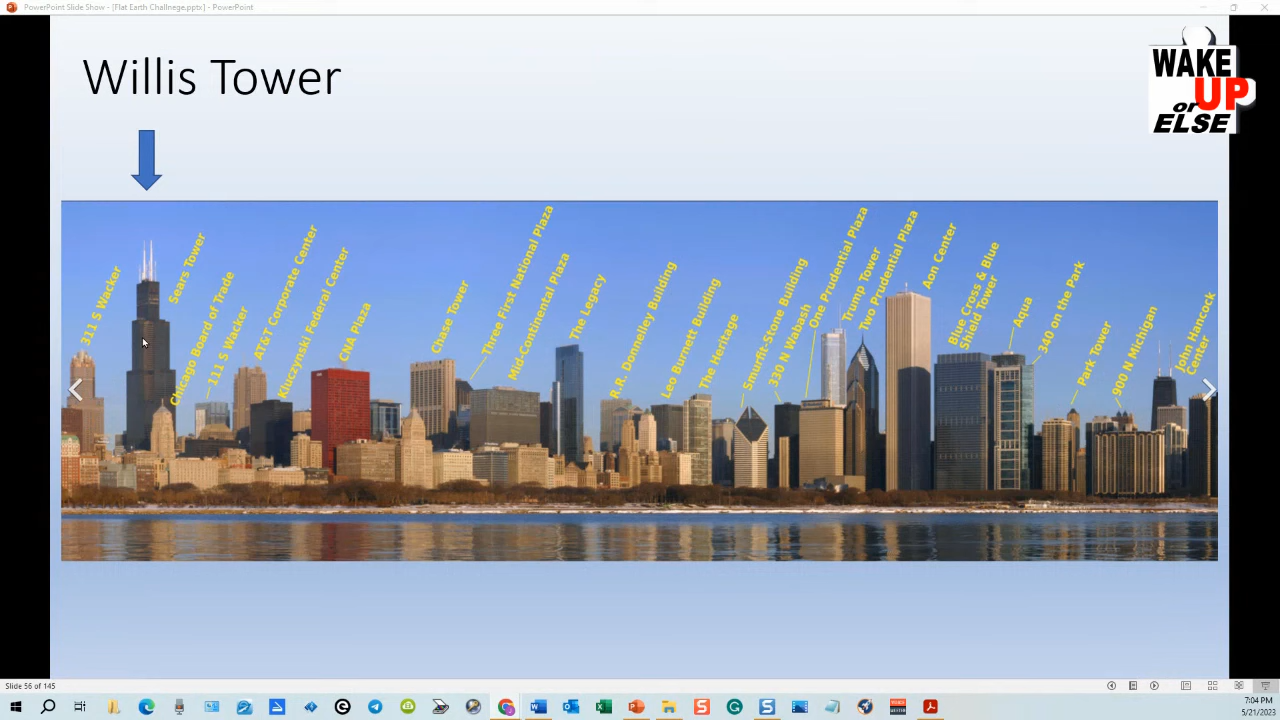 PowerPoint Slide Show - [Flat Earth Challnege.pptx] - PowerPoint
Willis Tower
WAKE
UP
or
ELSE
311 S Wacker
Sears Tower
Chicago Board of Trade
111 S Wacker
AT&T Corporate Center
Kluczynski Federal Center
CNA Plaza
Chase Tower
Three First National Plaza
Mid-Continental Plaza
The Legacy
R.R. Donnelley Building
Leo Burnett Building
The Heritage
Smurfit-Stone Building
330 N Wabash
One Prudential Plaza
Trump Tower
Two Prudential Plaza
Aon Center
Blue Cross & Blue
Shield Tower
Aqua
340 on the Park
Park Tower
900 N Michigan
John Hancock
Center
Slide 56 of 145
7:04 PM
5/21/2023